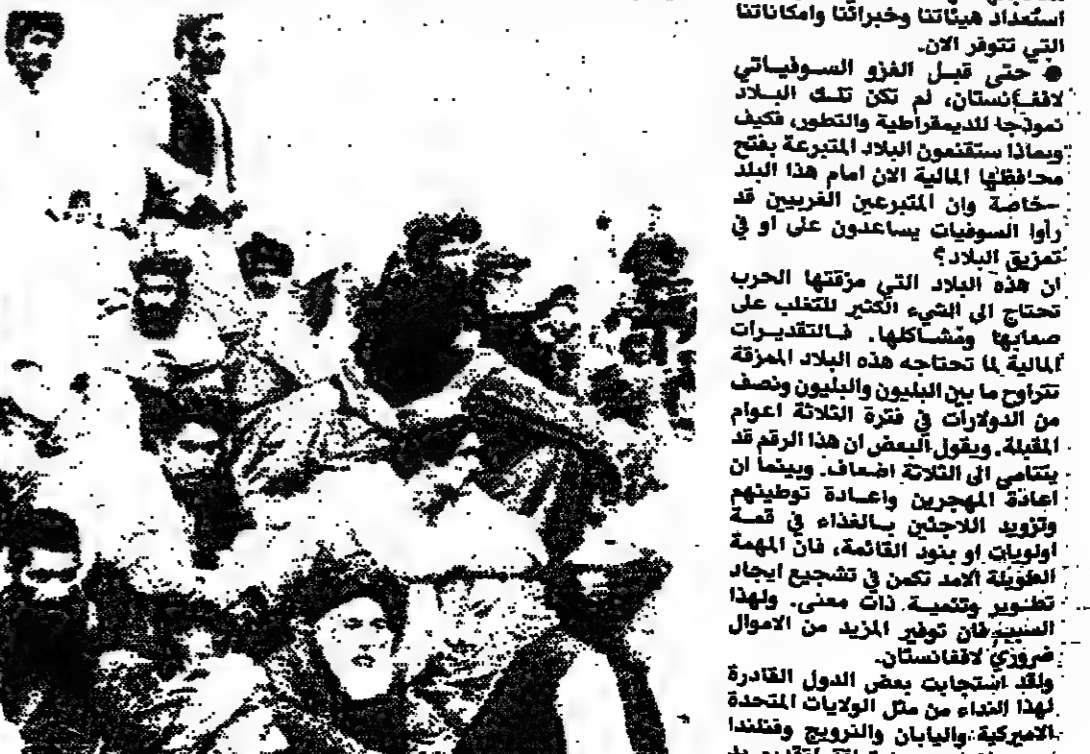 استعداد هيئاتنا وخبراتنا وامكاناتنا
التي تتوفر الان.
● حتى قبل الغزو السوفياتي
لافغانستان، لم تكن تلك البلاد
نموذجا للديمقراطية والتطور، فكيف
وبماذا ستقنعون البلاد المتبرعة بفتح
محافظها المالية الان امام هذا البلد
-خاصة وان المتبرعين الغربيين قد
رأوا السوفيات يساعدون على او في
تمزيق البلاد؟
ان هذه البلاد التي مزقتها الحرب
تحتاج الى الشيء الكثير للتغلب على
صعابها ومشاكلها. فالتقديرات
المالية لما تحتاجه هذه البلاد الممزقة
تتراوح ما بين البليون والبليون ونصف
من الدولارات في فترة الثلاثة اعوام
المقبلة. ويقول البعض ان هذا الرقم قد
يتنامى الى الثلاثة اضعاف. وبينما ان
اعادة المهجرين واعادة توطينهم
وتزويد اللاجئين بالغذاء في قمة
اولويات او بنود القائمة، فان المهمة
الطويلة الامد تكمن في تشجيع ايجاد
تطوير وتنمية ذات معنى. ولهذا
السبب فان توفير المزيد من الاموال
ضروري لافغانستان.
ولقد استجابت بعض الدول القادرة
لهذا النداء من مثل الولايات المتحدة
الاميركية واليابان والنرويج وفنلندا